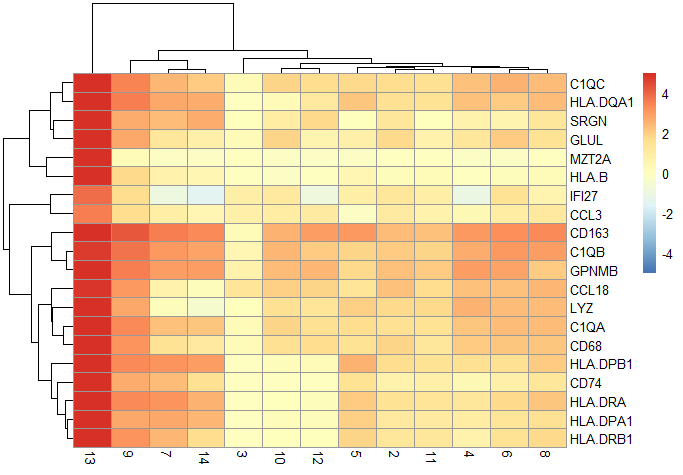 C1QC
HLA.DQA1
SRGN
GLUL
MZT2A
HLA.B
IFI27
CCL3
CD163
C1QB
GPNMB
CCL18
LYZ
C1QA
CD68
HLA.DPB1
CD74
HLA.DRA
HLA.DPA1
HLA.DRB1
13 9 7 14 3 10 12 5 2 11 4 6 8
4
2
0
-2
-4